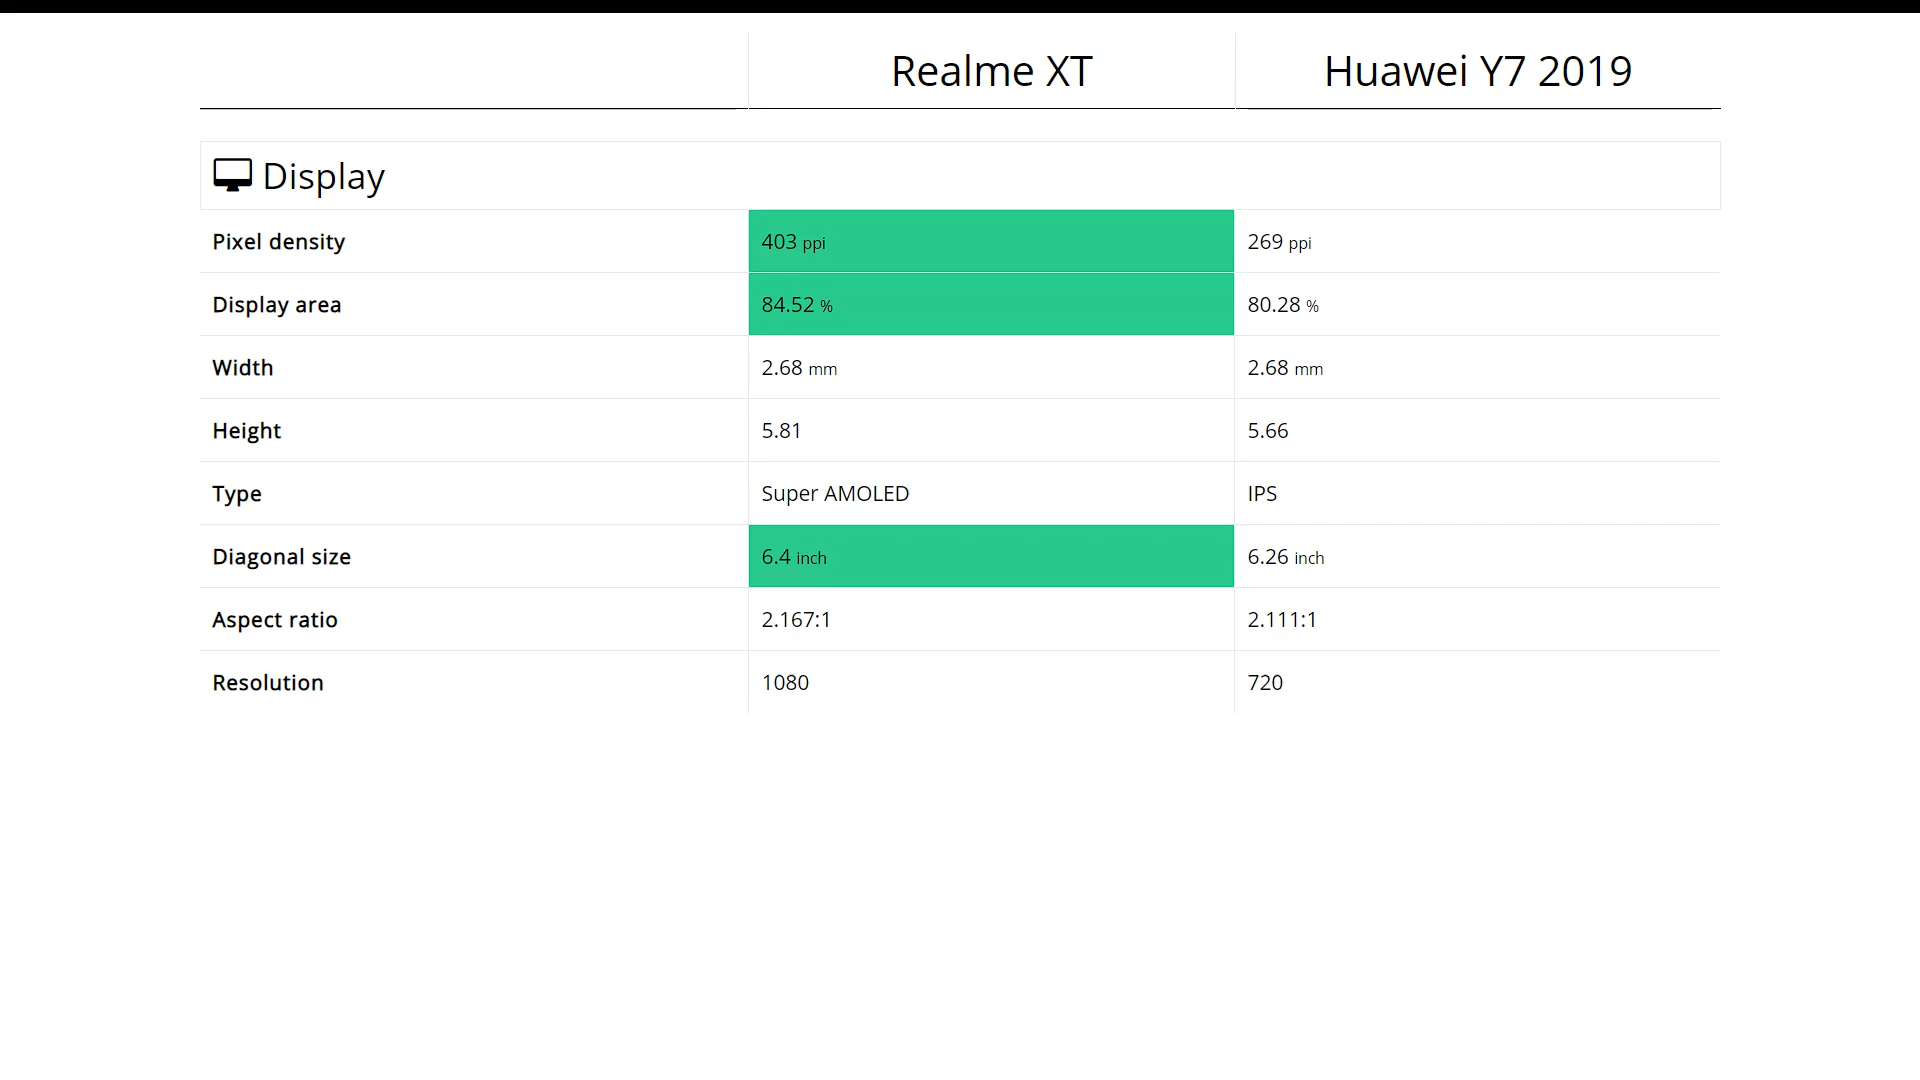 Realme XT Huawei Y7 2019
Display
Pixel density 403 ppi 269 ppi
Display area 84.52 % 80.28 %
Width 2.68 mm 2.68 mm
Height 5.81 5.66
Type Super AMOLED IPS
Diagonal size 6.4 inch 6.26 inch
Aspect ratio 2.167:1 2.111:1
Resolution 1080 720